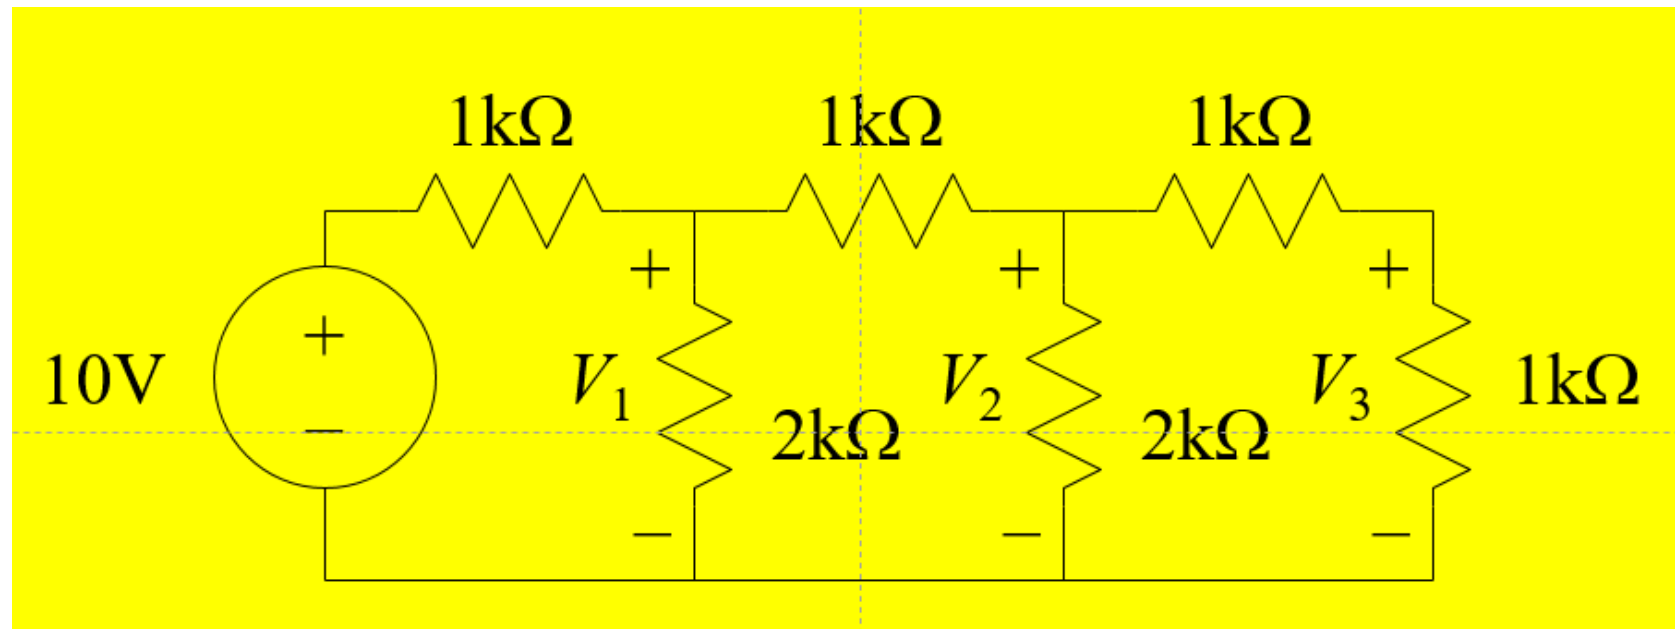 1kΩ 1kΩ 1kΩ
+ + +
+
10V V₁ V₂ V₃ 1kΩ
− 2kΩ 2kΩ
− − −